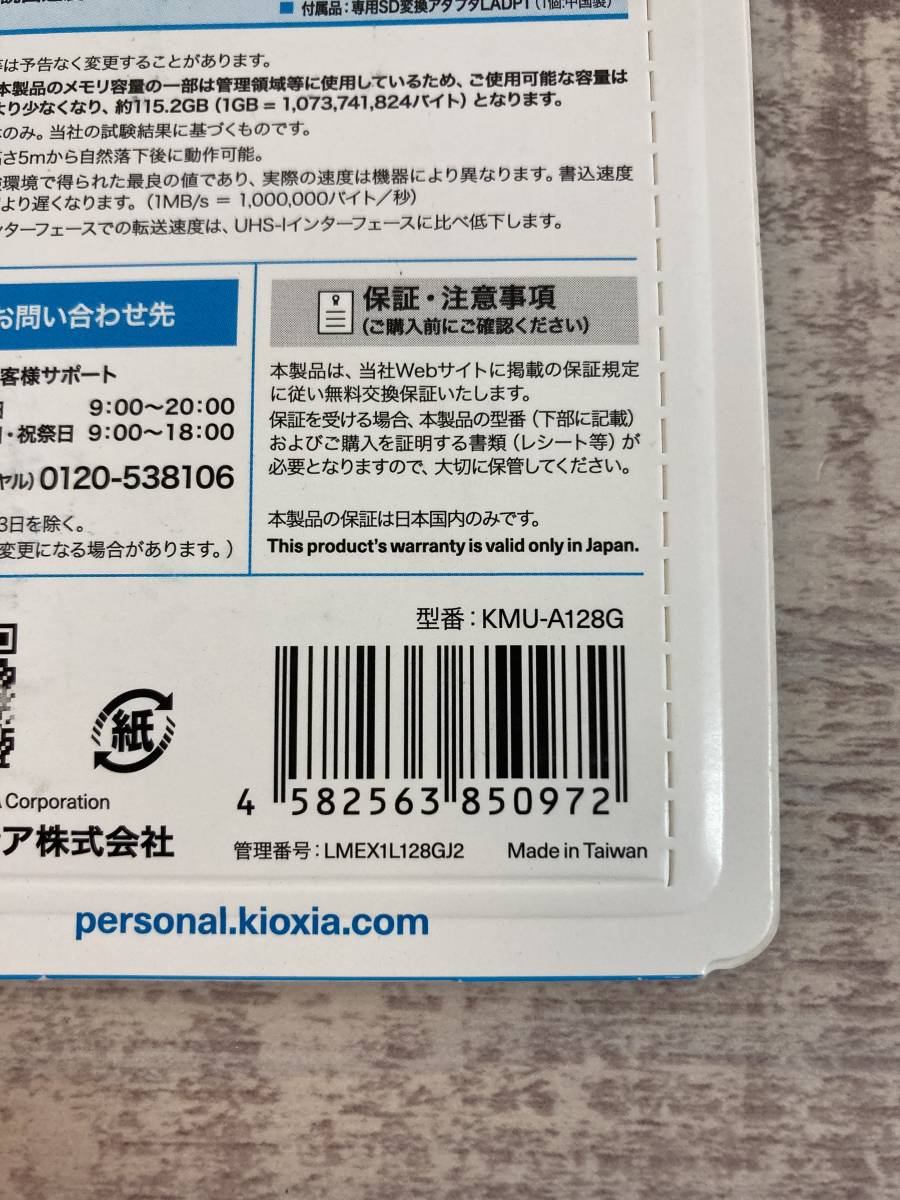 ■ 付属品：専用SD変換アダプタLADPT（1個:中国製）
は予告なく変更することがあります。
本製品のメモリ容量の一部は管理領域等に使用しているため、ご使用可能な容量は
より少なくなり、約115.2GB（1GB = 1,073,741,824バイト）となります。
のみ。当社の試験結果に基づくものです。
さ5mから自然落下後に動作可能。
環境で得られた最良の値であり、実際の速度は機器により異なります。書込速度
より遅くなります。（1MB/s = 1,000,000バイト／秒）
ターフェースでの転送速度は、UHS-Iインターフェースに比べ低下します。
お問い合わせ先
客様サポート
9:00～20:00
・祝祭日 9:00～18:00
ヤル) 0120-538106
3日を除く。
変更になる場合があります。）
保証・注意事項
（ご購入前にご確認ください）
本製品は、当社Webサイトに掲載の保証規定
に従い無料交換保証いたします。
保証を受ける場合、本製品の型番（下部に記載）
およびご購入を証明する書類（レシート等）が
必要となりますので、大切に保管してください。
本製品の保証は日本国内のみです。
This product's warranty is valid only in Japan.
型番：KMU-A128G
紙
4 582563 850972
A Corporation
ア株式会社
管理番号：LMEX1L128GJ2 Made in Taiwan
personal.kioxia.com